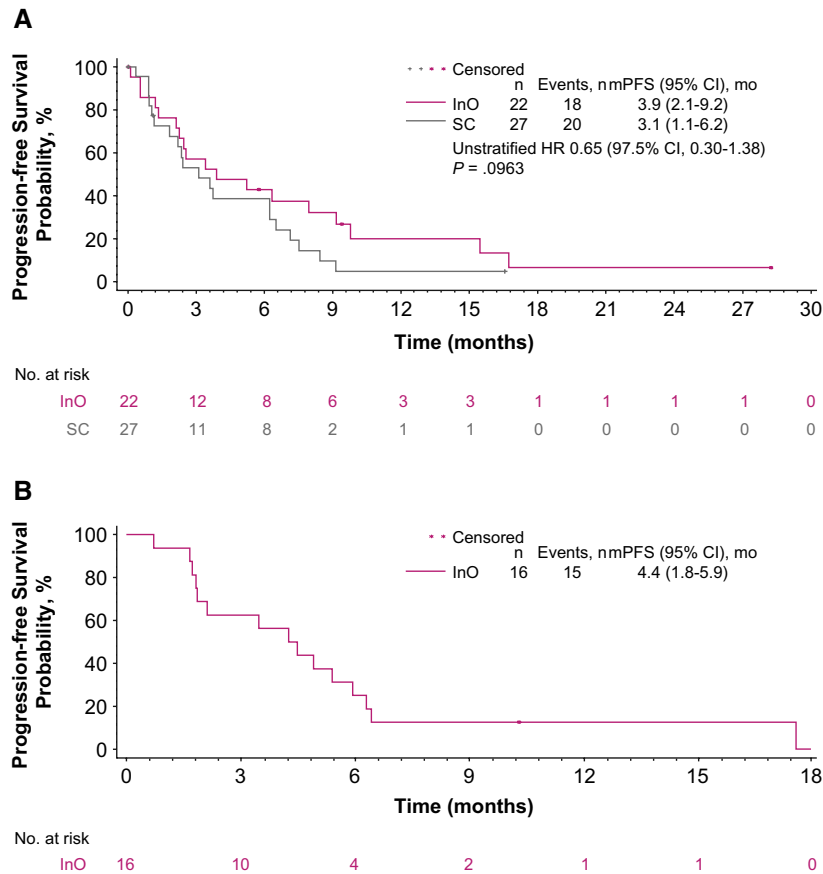 A
Progression-free Survival
Probability, %
100
80
60
40
20
0
Censored
n Events, n mPFS (95% CI), mo
InO 22 18 3.9 (2.1-9.2)
SC 27 20 3.1 (1.1-6.2)
Unstratified HR 0.65 (97.5% CI, 0.30-1.38)
P = .0963
0 3 6 9 12 15 18 21 24 27 30
Time (months)
No. at risk
InO 22 12 8 6 3 3 1 1 1 1 0
SC 27 11 8 2 1 1 0 0 0 0 0
B
Progression-free Survival
Probability, %
100
80
60
40
20
0
Censored
n Events, n mPFS (95% CI), mo
InO 16 15 4.4 (1.8-5.9)
0 3 6 9 12 15 18
Time (months)
No. at risk
InO 16 10 4 2 1 1 0